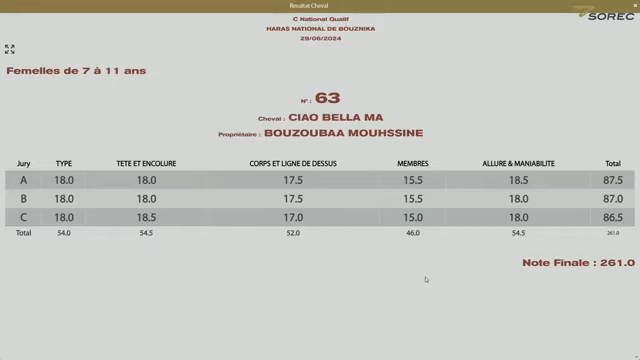 Resultat Cheval
SOREC
C National Qualif
HARAS NATIONAL DE BOUZNIKA
29/06/2024
Femelles de 7 à 11 ans
N° : 63
Cheval : CIAO BELLA MA
Propriétaire : BOUZOUBAA MOUHSSINE
Jury TYPE TETE ET ENCOLURE CORPS ET LIGNE DE DESSUS MEMBRES ALLURE & MANIABILITE Total
A 18.0 18.0 17.5 15.5 18.5 87.5
B 18.0 18.0 17.5 15.5 18.0 87.0
C 18.0 18.5 17.0 15.0 18.0 86.5
Total 54.0 54.5 52.0 46.0 54.5 261.0
Note Finale : 261.0